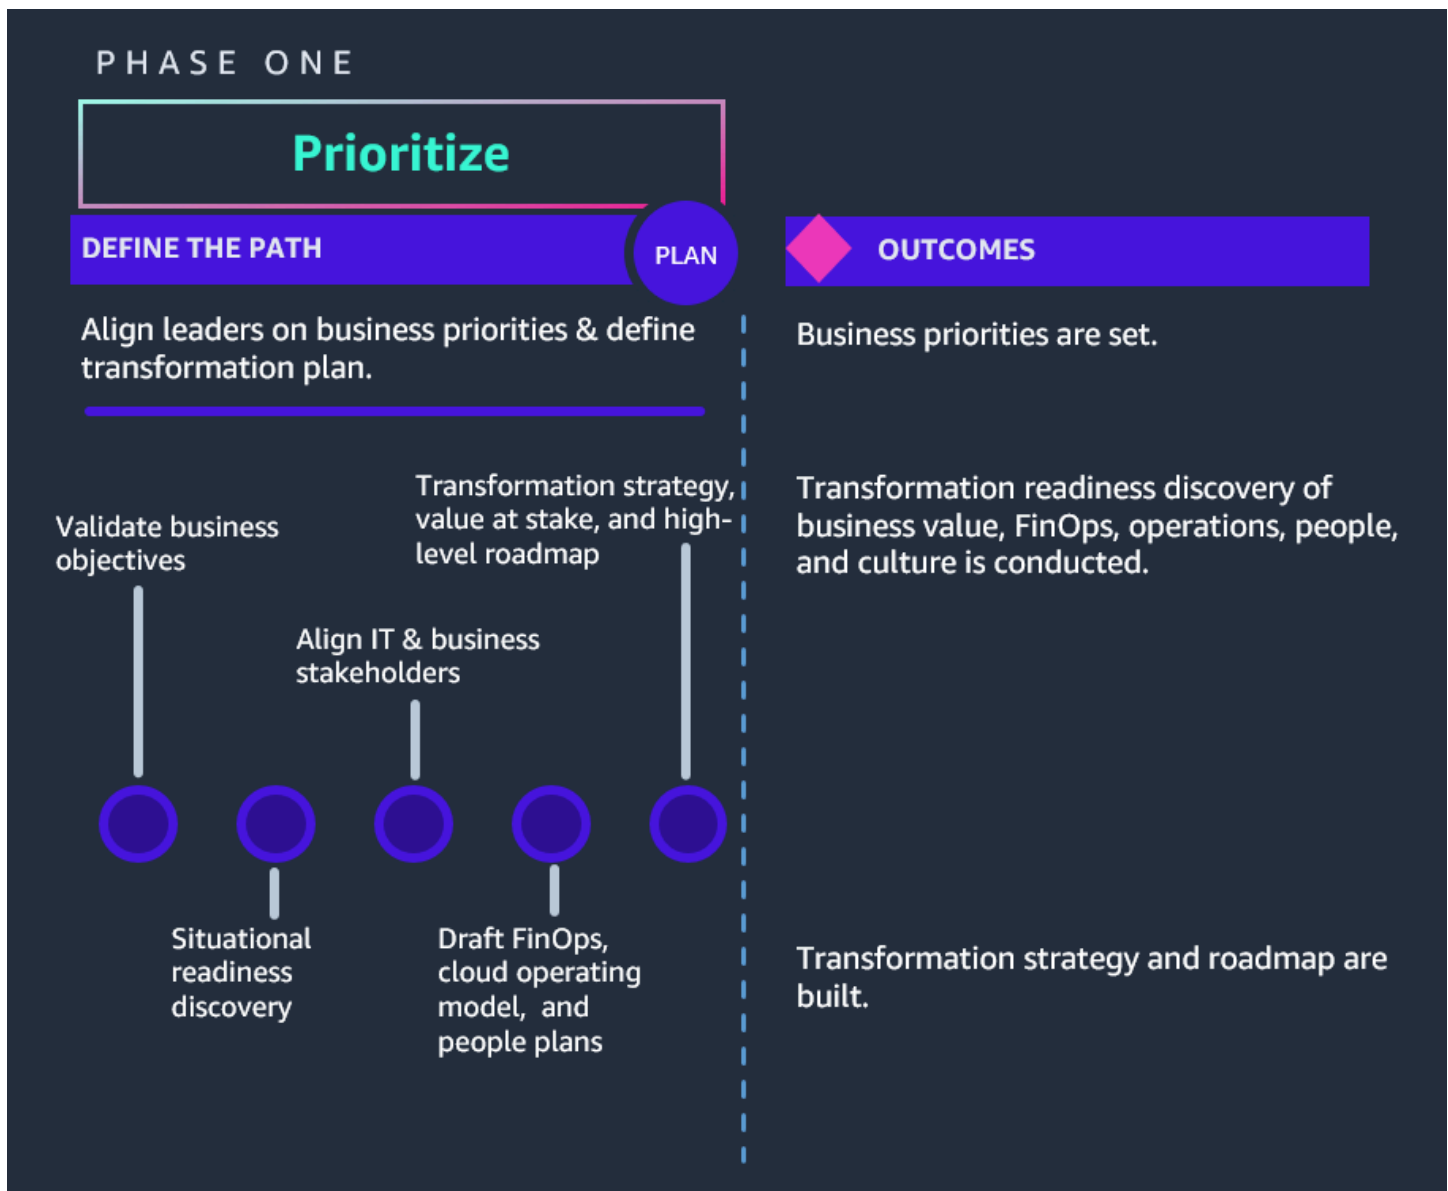 PHASE ONE
Prioritize
DEFINE THE PATH
PLAN
Align leaders on business priorities & define
transformation plan.
Validate business
objectives
Transformation strategy,
value at stake, and high-
level roadmap
Align IT & business
stakeholders
Situational
readiness
discovery
Draft FinOps,
cloud operating
model,  and
people plans
OUTCOMES
Business priorities are set.
Transformation readiness discovery of
business value, FinOps, operations, people,
and culture is conducted.
Transformation strategy and roadmap are
built.